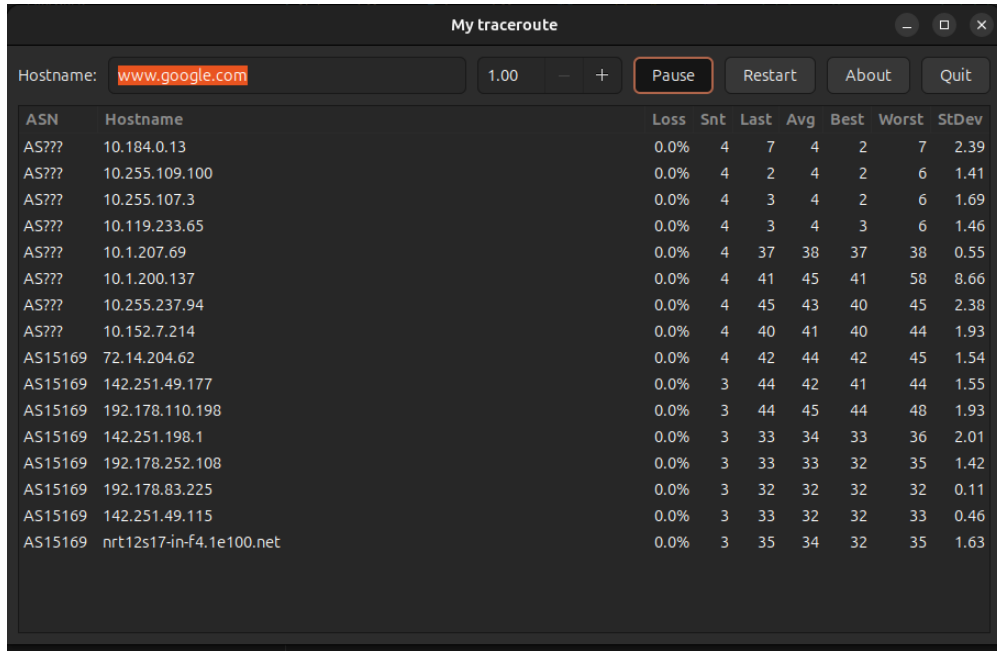 My traceroute
Hostname: www.google.com 1.00 − + Pause Restart About Quit
ASN Hostname Loss Snt Last Avg Best Worst StDev
AS??? 10.184.0.13 0.0% 4 7 4 2 7 2.39
AS??? 10.255.109.100 0.0% 4 2 4 2 6 1.41
AS??? 10.255.107.3 0.0% 4 3 4 2 6 1.69
AS??? 10.119.233.65 0.0% 4 3 4 3 6 1.46
AS??? 10.1.207.69 0.0% 4 37 38 37 38 0.55
AS??? 10.1.200.137 0.0% 4 41 45 41 58 8.66
AS??? 10.255.237.94 0.0% 4 45 43 40 45 2.38
AS??? 10.152.7.214 0.0% 4 40 41 40 44 1.93
AS15169 72.14.204.62 0.0% 4 42 44 42 45 1.54
AS15169 142.251.49.177 0.0% 3 44 42 41 44 1.55
AS15169 192.178.110.198 0.0% 3 44 45 44 48 1.93
AS15169 142.251.198.1 0.0% 3 33 34 33 36 2.01
AS15169 192.178.252.108 0.0% 3 33 33 32 35 1.42
AS15169 192.178.83.225 0.0% 3 32 32 32 32 0.11
AS15169 142.251.49.115 0.0% 3 33 32 32 33 0.46
AS15169 nrt12s17-in-f4.1e100.net 0.0% 3 35 34 32 35 1.63